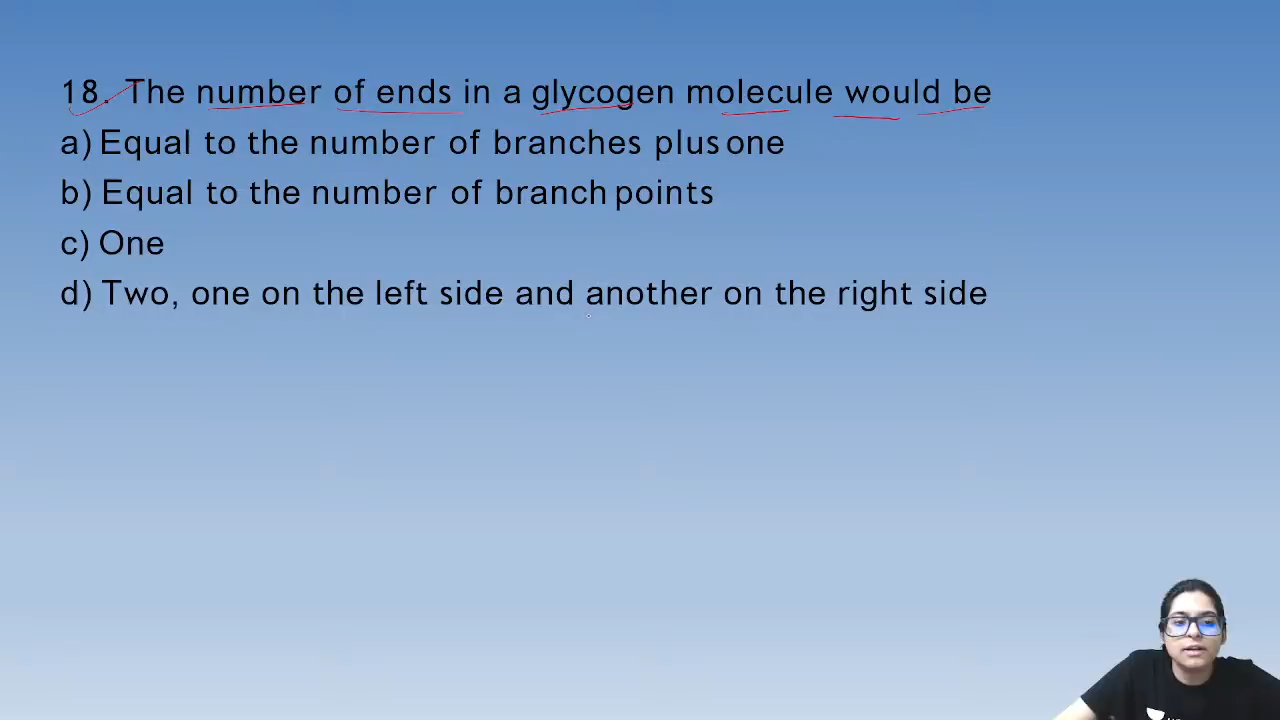 18. The number of ends in a glycogen molecule would be
a) Equal to the number of branches plus one
b) Equal to the number of branch points
c) One
d) Two, one on the left side and another on the right side